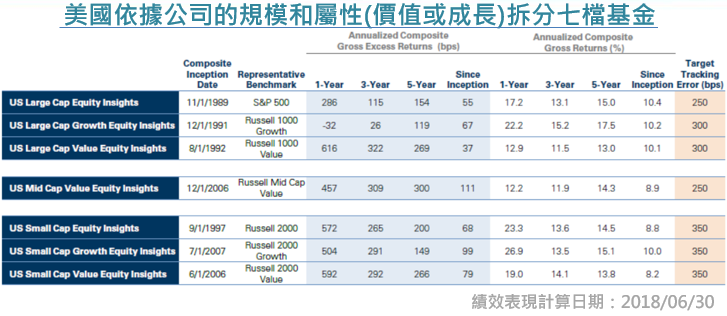 美國依據公司的規模和屬性(價值或成長)拆分七檔基金
Annualized Composite Gross Excess Returns (bps) Annualized Composite Gross Returns (%)
Composite Inception Date Representative Benchmark 1-Year 3-Year 5-Year Since Inception 1-Year 3-Year 5-Year Since Inception Target Tracking Error (bps)
US Large Cap Equity Insights 11/1/1989 S&P 500 286 115 154 55 17.2 13.1 15.0 10.4 250
US Large Cap Growth Equity Insights 12/1/1991 Russell 1000 Growth -32 26 119 67 22.2 15.2 17.5 10.2 300
US Large Cap Value Equity Insights 8/1/1992 Russell 1000 Value 616 322 269 37 12.9 11.5 13.0 10.1 300
US Mid Cap Value Equity Insights 12/1/2006 Russell Mid Cap Value 457 309 300 111 12.2 11.9 14.3 8.9 250
US Small Cap Equity Insights 9/1/1997 Russell 2000 572 265 200 68 23.3 13.6 14.5 8.8 350
US Small Cap Growth Equity Insights 7/1/2007 Russell 2000 Growth 504 291 149 99 26.9 13.5 15.1 10.0 350
US Small Cap Value Equity Insights 6/1/2006 Russell 2000 Value 592 292 266 79 19.0 14.1 13.8 8.2 350
績效表現計算日期：2018/06/30